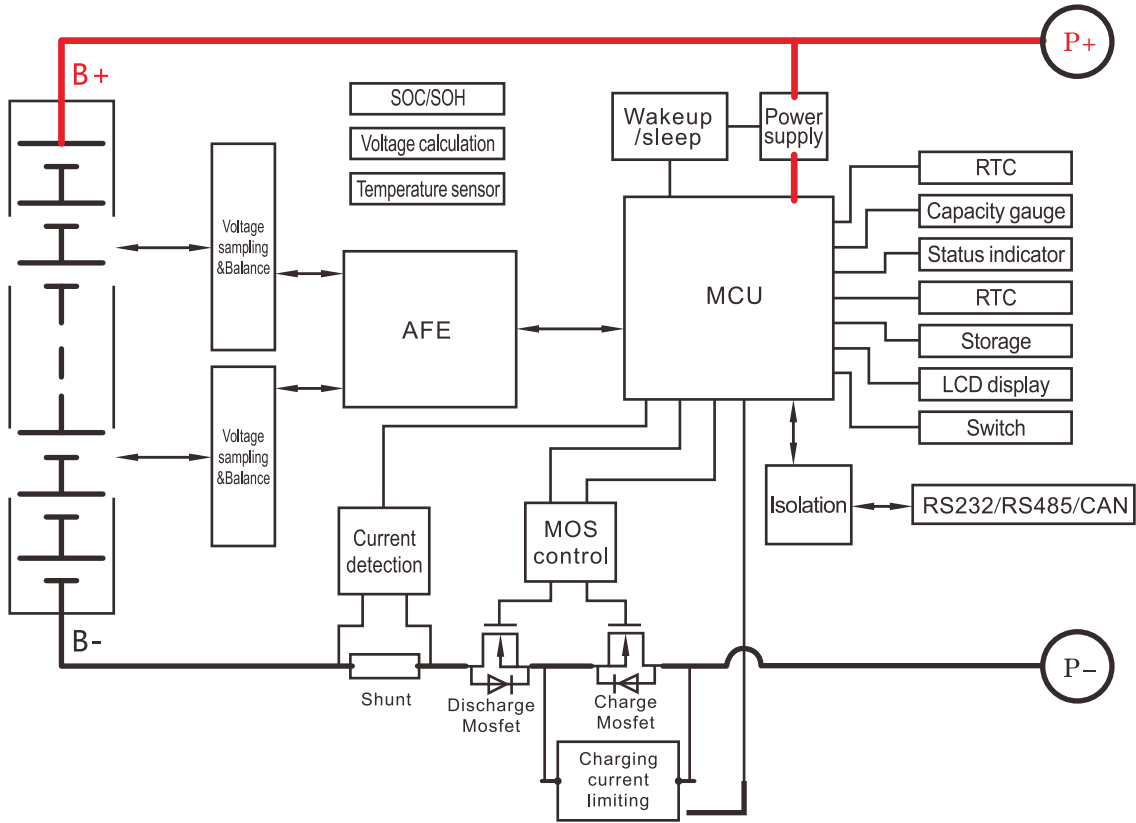 P+
B+
SOC/SOH
Voltage calculation
Temperature sensor
Wakeup
/sleep
Power
supply
RTC
Capacity gauge
Status indicator
RTC
Storage
LCD display
Switch
Voltage
sampling
&Balance
AFE
MCU
Voltage
sampling
&Balance
Current
detection
MOS
control
Isolation
RS232/RS485/CAN
B-
P-
Shunt
Discharge
Mosfet
Charge
Mosfet
Charging
current
limiting